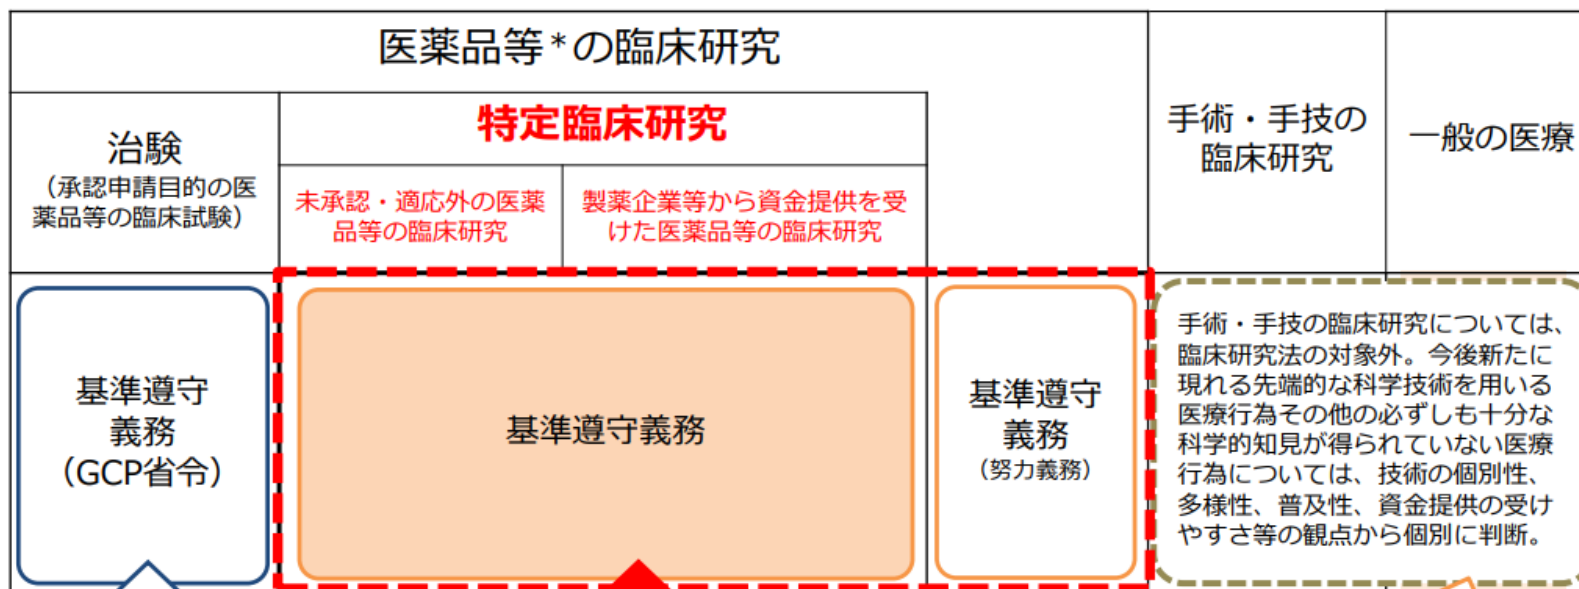 医薬品等*の臨床研究
治験
（承認申請目的の医
薬品等の臨床試験）
特定臨床研究
未承認・適応外の医薬
品等の臨床研究
製薬企業等から資金提供を受
けた医薬品等の臨床研究
手術・手技の
臨床研究
一般の医療
基準遵守
義務
（GCP省令）
基準遵守義務
基準遵守
義務
（努力義務）
手術・手技の臨床研究については、
臨床研究法の対象外。今後新たに
現れる先端的な科学技術を用いる
医療行為その他の必ずしも十分な
科学的知見が得られていない医療
行為については、技術の個別性、
多様性、普及性、資金提供の受け
やすさ等の観点から個別に判断。